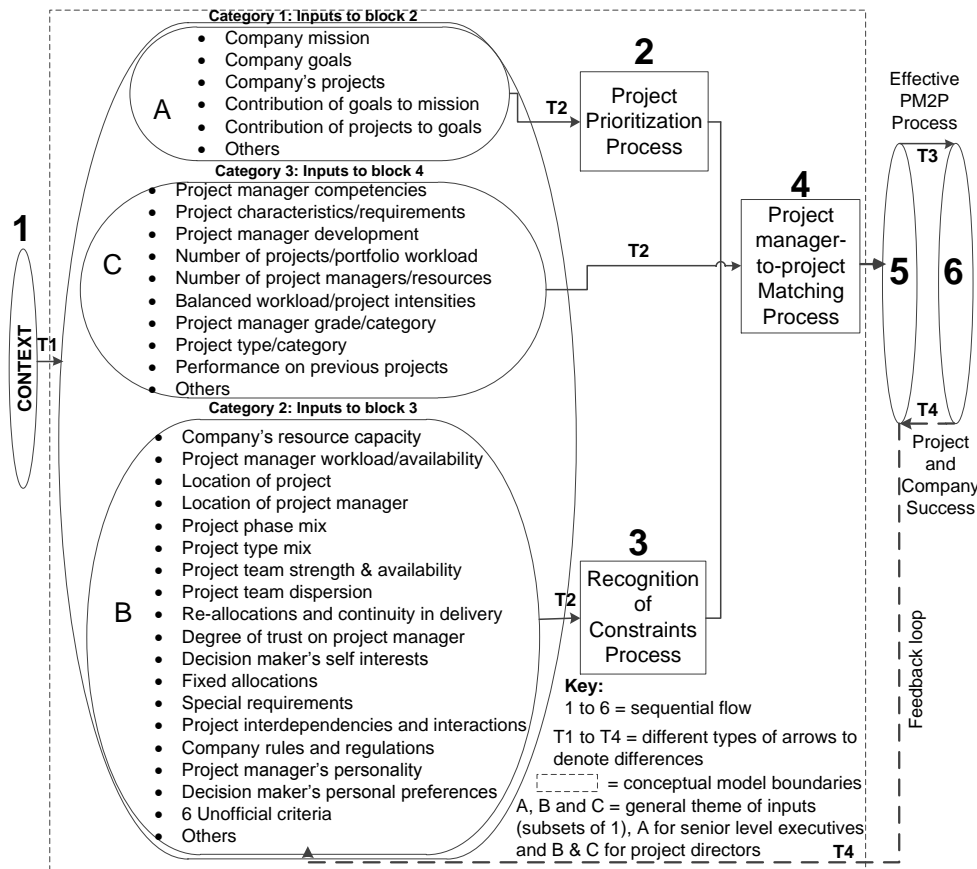 Category 1: Inputs to block 2
A
• Company mission
• Company goals
• Company's projects
• Contribution of goals to mission
• Contribution of projects to goals
• Others
Category 3: Inputs to block 4
C
• Project manager competencies
• Project characteristics/requirements
• Project manager development
• Number of projects/portfolio workload
• Number of project managers/resources
• Balanced workload/project intensities
• Project manager grade/category
• Project type/category
• Performance on previous projects
• Others
Category 2: Inputs to block 3
B
• Company's resource capacity
• Project manager workload/availability
• Location of project
• Location of project manager
• Project phase mix
• Project type mix
• Project team strength & availability
• Project team dispersion
• Re-allocations and continuity in delivery
• Degree of trust on project manager
• Decision maker's self interests
• Fixed allocations
• Special requirements
• Project interdependencies and interactions
• Company rules and regulations
• Project manager's personality
• Decision maker's personal preferences
• 6 Unofficial criteria
• Others
1
CONTEXT
T1
T2
2
Project
Prioritization
Process
T2
T2
3
Recognition
of
Constraints
Process
4
Project
manager-
to-project
Matching
Process
Effective
PM2P
Process
T3
5
6
T4
Project
and
Company
Success
Feedback loop
T4
Key:
1 to 6 = sequential flow
T1 to T4 = different types of arrows to
denote differences
= conceptual model boundaries
A, B and C = general theme of inputs
(subsets of 1), A for senior level executives
and B & C for project directors